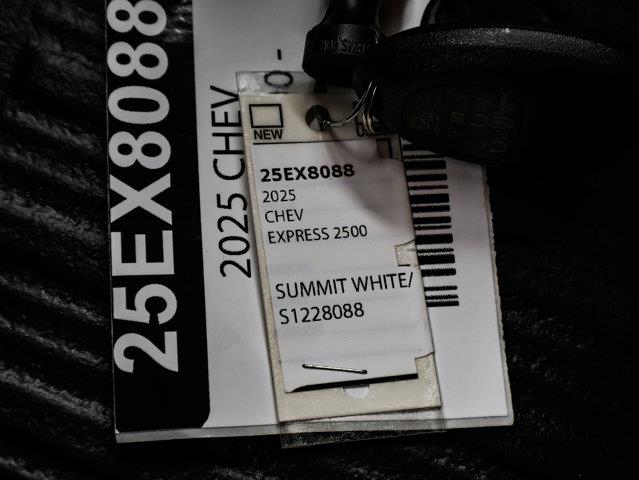 25EX8088
2025 CHEV
NEW
25EX8088
2025
CHEV
EXPRESS 2500
SUMMIT WHITE/
S1228088